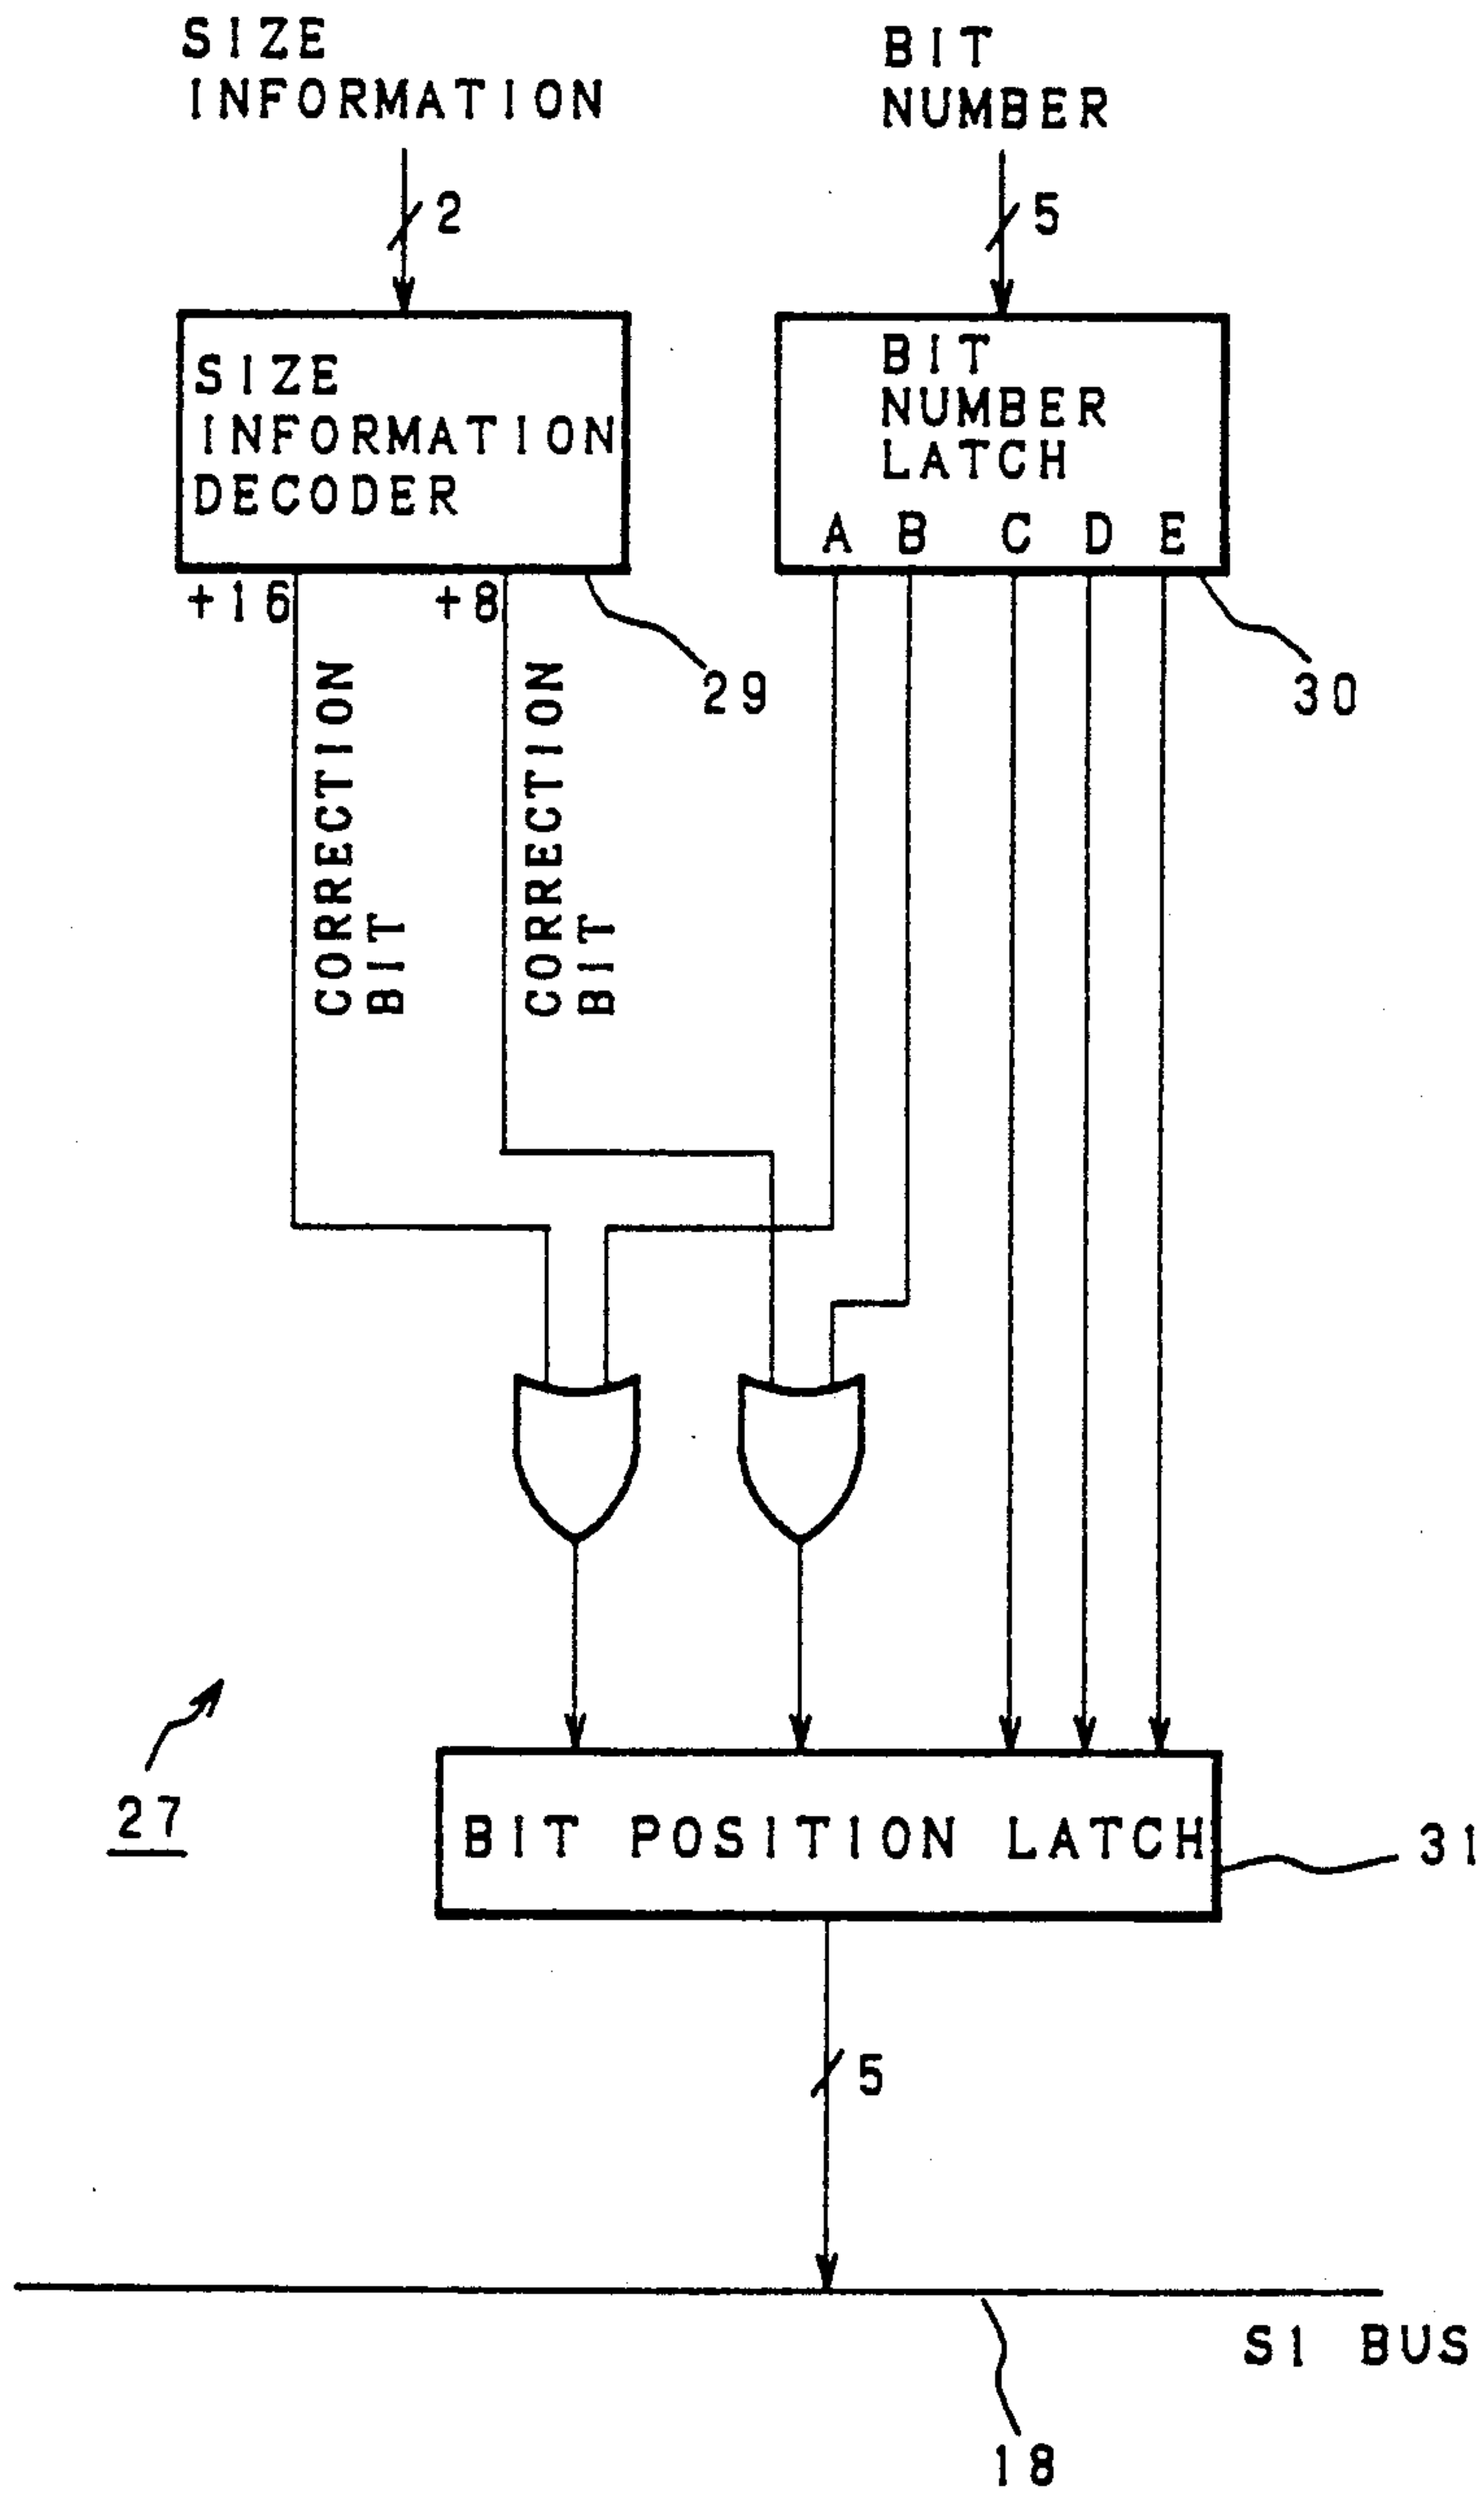 SIZE
INFORMATION
BIT
NUMBER
2
5
SIZE
INFORMATION
DECODER
BIT
NUMBER
LATCH
A B C D E
+16
+8
29
30
CORRECTION
BIT
CORRECTION
BIT
27
BIT POSITION LATCH
31
5
S1 BUS
18